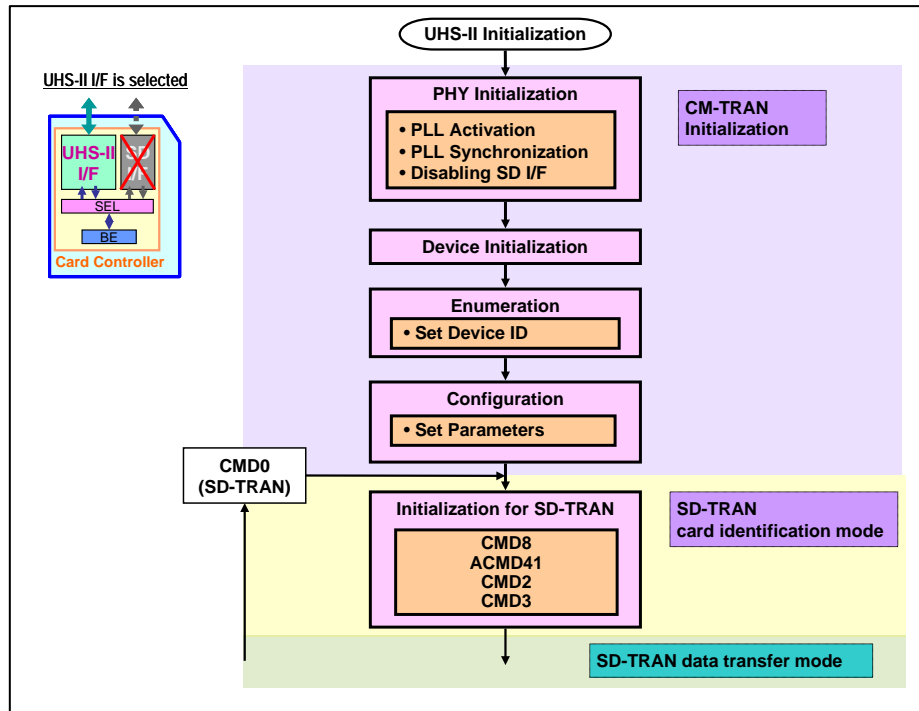 UHS-II Initialization
UHS-II I/F is selected
UHS-II
I/F
SEL
BE
Card Controller
PHY Initialization
• PLL Activation
• PLL Synchronization
• Disabling SD I/F
CM-TRAN
Initialization
Device Initialization
Enumeration
• Set Device ID
Configuration
• Set Parameters
CMD0
(SD-TRAN)
Initialization for SD-TRAN
CMD8
ACMD41
CMD2
CMD3
SD-TRAN
card identification mode
SD-TRAN data transfer mode